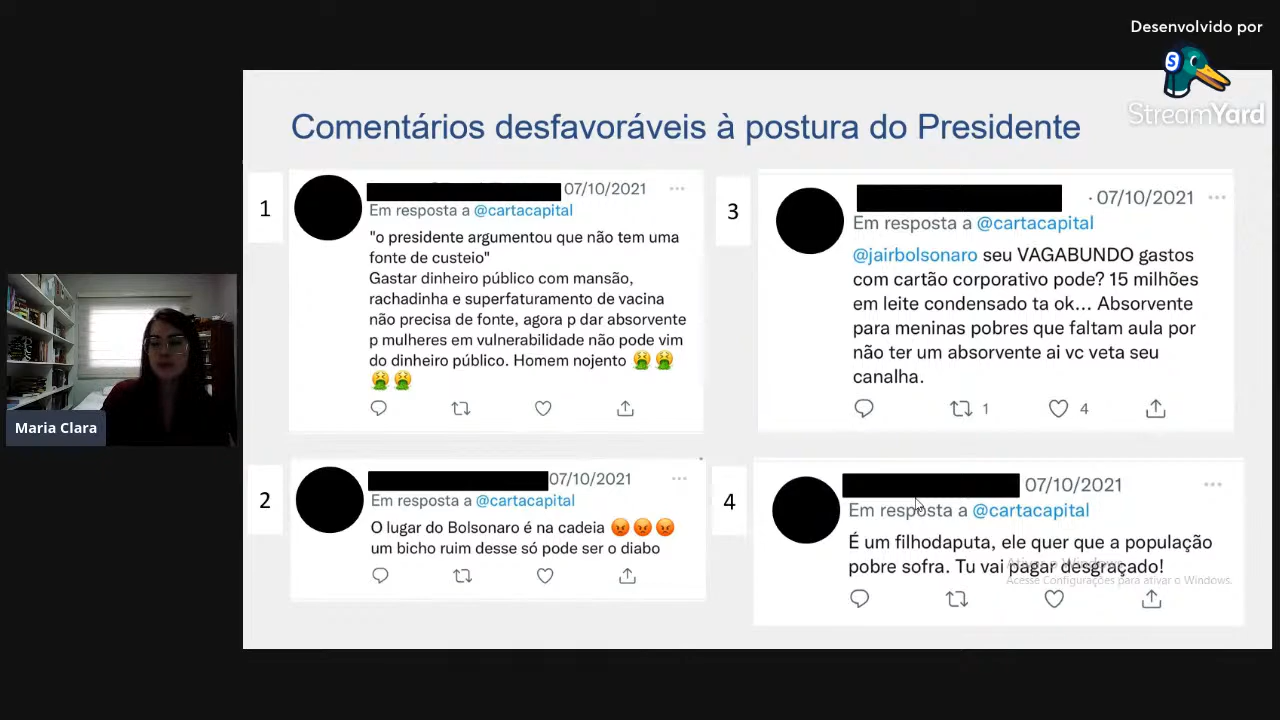 Desenvolvido por
StreamYard
Comentários desfavoráveis à postura do Presidente
1
07/10/2021
Em resposta a @cartacapital
"o presidente argumentou que não tem uma
fonte de custeio"
Gastar dinheiro público com mansão,
rachadinha e superfaturamento de vacina
não precisa de fonte, agora p dar absorvente
p mulheres em vulnerabilidade não pode vim
do dinheiro público. Homem nojento 🤮🤮
🤮🤮
2
07/10/2021
Em resposta a @cartacapital
O lugar do Bolsonaro é na cadeia 😡😡😡
um bicho ruim desse só pode ser o diabo
3
· 07/10/2021
Em resposta a @cartacapital
@jairbolsonaro seu VAGABUNDO gastos
com cartão corporativo pode? 15 milhões
em leite condensado ta ok... Absorvente
para meninas pobres que faltam aula por
não ter um absorvente ai vc veta seu
canalha.
1 4
4
07/10/2021
Em resposta a @cartacapital
É um filhodaputa, ele quer que a população
pobre sofra. Tu vai pagar desgraçado!
Ativar o Windows
Acesse Configurações para ativar o Windows.
Maria Clara